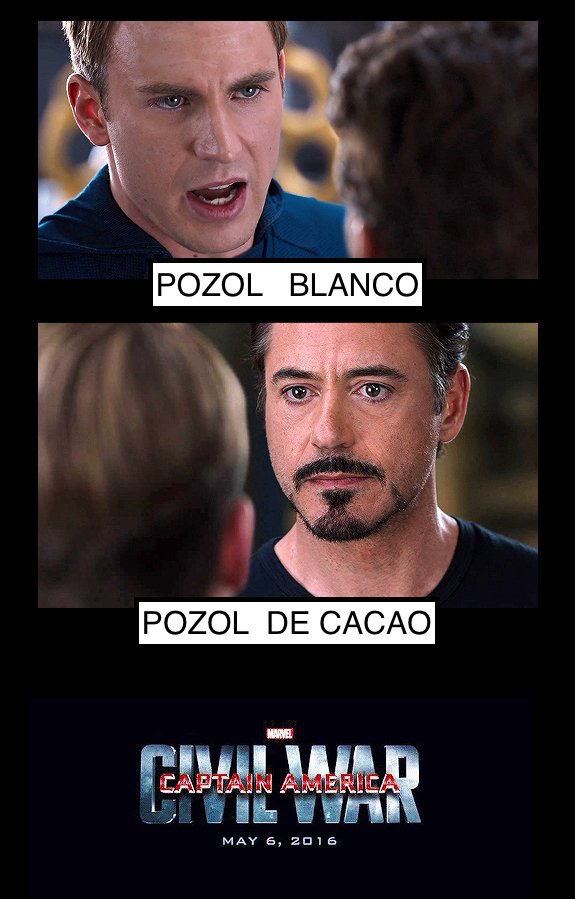 POZOL BLANCO
POZOL DE CACAO
MARVEL
CIVIL WAR
CAPTAIN AMERICA
MAY 6, 2016